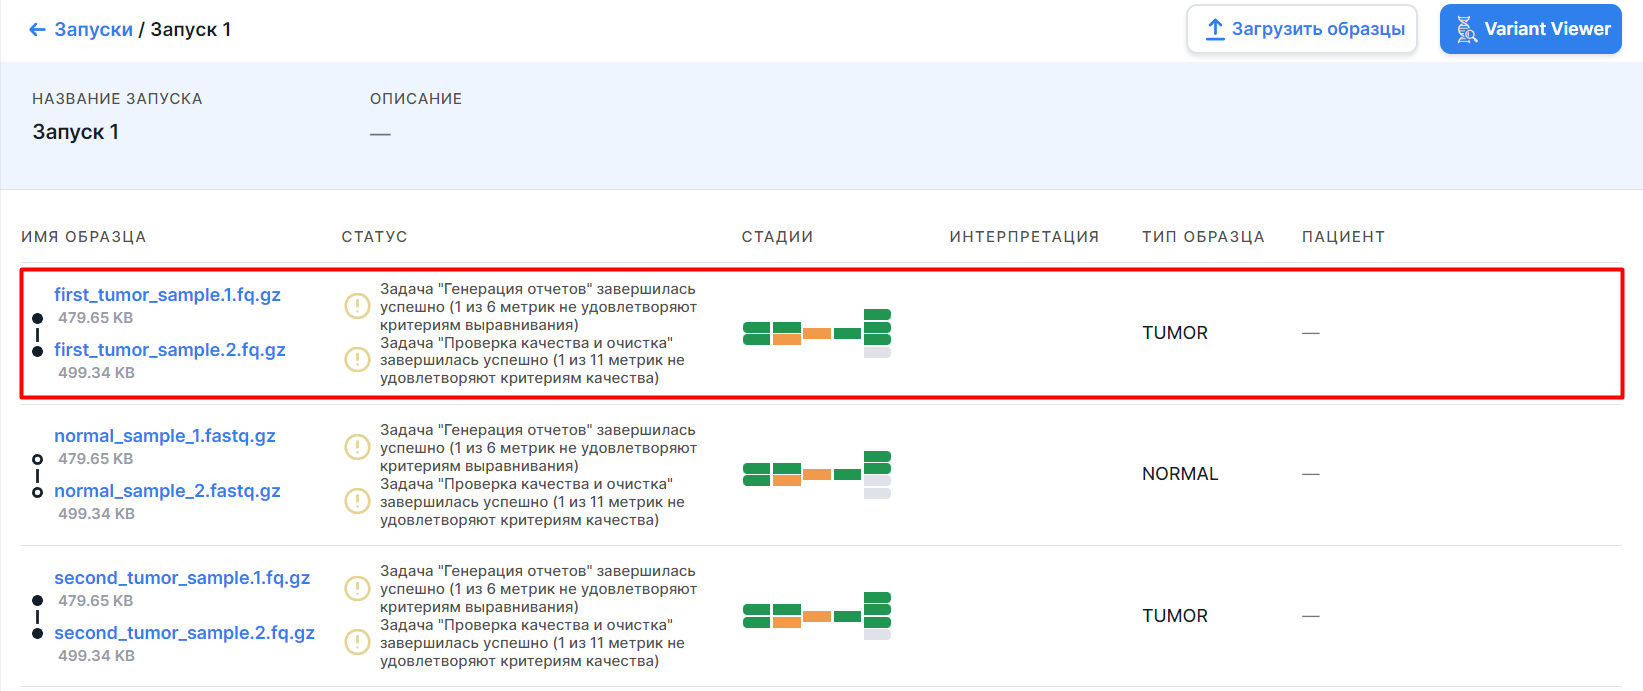 ← Запуски / Запуск 1
Загрузить образцы
Variant Viewer
НАЗВАНИЕ ЗАПУСКА
ОПИСАНИЕ
Запуск 1
—
ИМЯ ОБРАЗЦА
СТАТУС
СТАДИИ
ИНТЕРПРЕТАЦИЯ
ТИП ОБРАЗЦА
ПАЦИЕНТ
first_tumor_sample.1.fq.gz
479.65 KB
first_tumor_sample.2.fq.gz
499.34 KB
Задача "Генерация отчетов" завершилась
успешно (1 из 6 метрик не удовлетворяют
критериям выравнивания)
Задача "Проверка качества и очистка"
завершилась успешно (1 из 11 метрик не
удовлетворяют критериям качества)
TUMOR
—
normal_sample_1.fastq.gz
479.65 KB
normal_sample_2.fastq.gz
499.34 KB
Задача "Генерация отчетов" завершилась
успешно (1 из 6 метрик не удовлетворяют
критериям выравнивания)
Задача "Проверка качества и очистка"
завершилась успешно (1 из 11 метрик не
удовлетворяют критериям качества)
NORMAL
—
second_tumor_sample.1.fq.gz
479.65 KB
second_tumor_sample.2.fq.gz
499.34 KB
Задача "Генерация отчетов" завершилась
успешно (1 из 6 метрик не удовлетворяют
критериям выравнивания)
Задача "Проверка качества и очистка"
завершилась успешно (1 из 11 метрик не
удовлетворяют критериям качества)
TUMOR
—